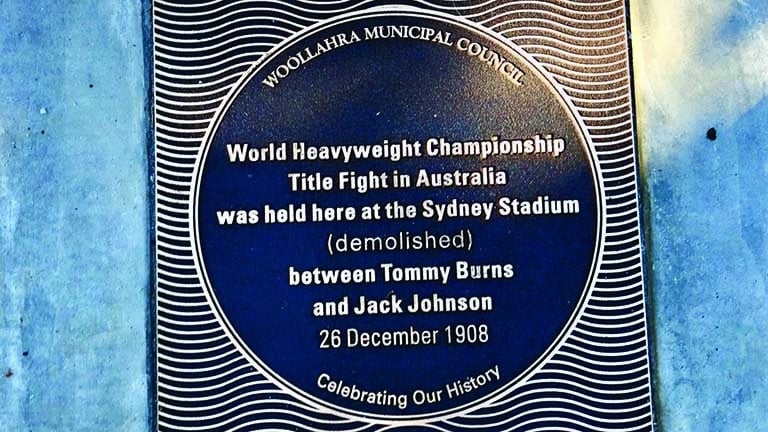 WOOLLAHRA MUNICIPAL COUNCIL
World Heavyweight Championship
Title Fight in Australia
was held here at the Sydney Stadium
(demolished)
between Tommy Burns
and Jack Johnson
26 December 1908
Celebrating Our History